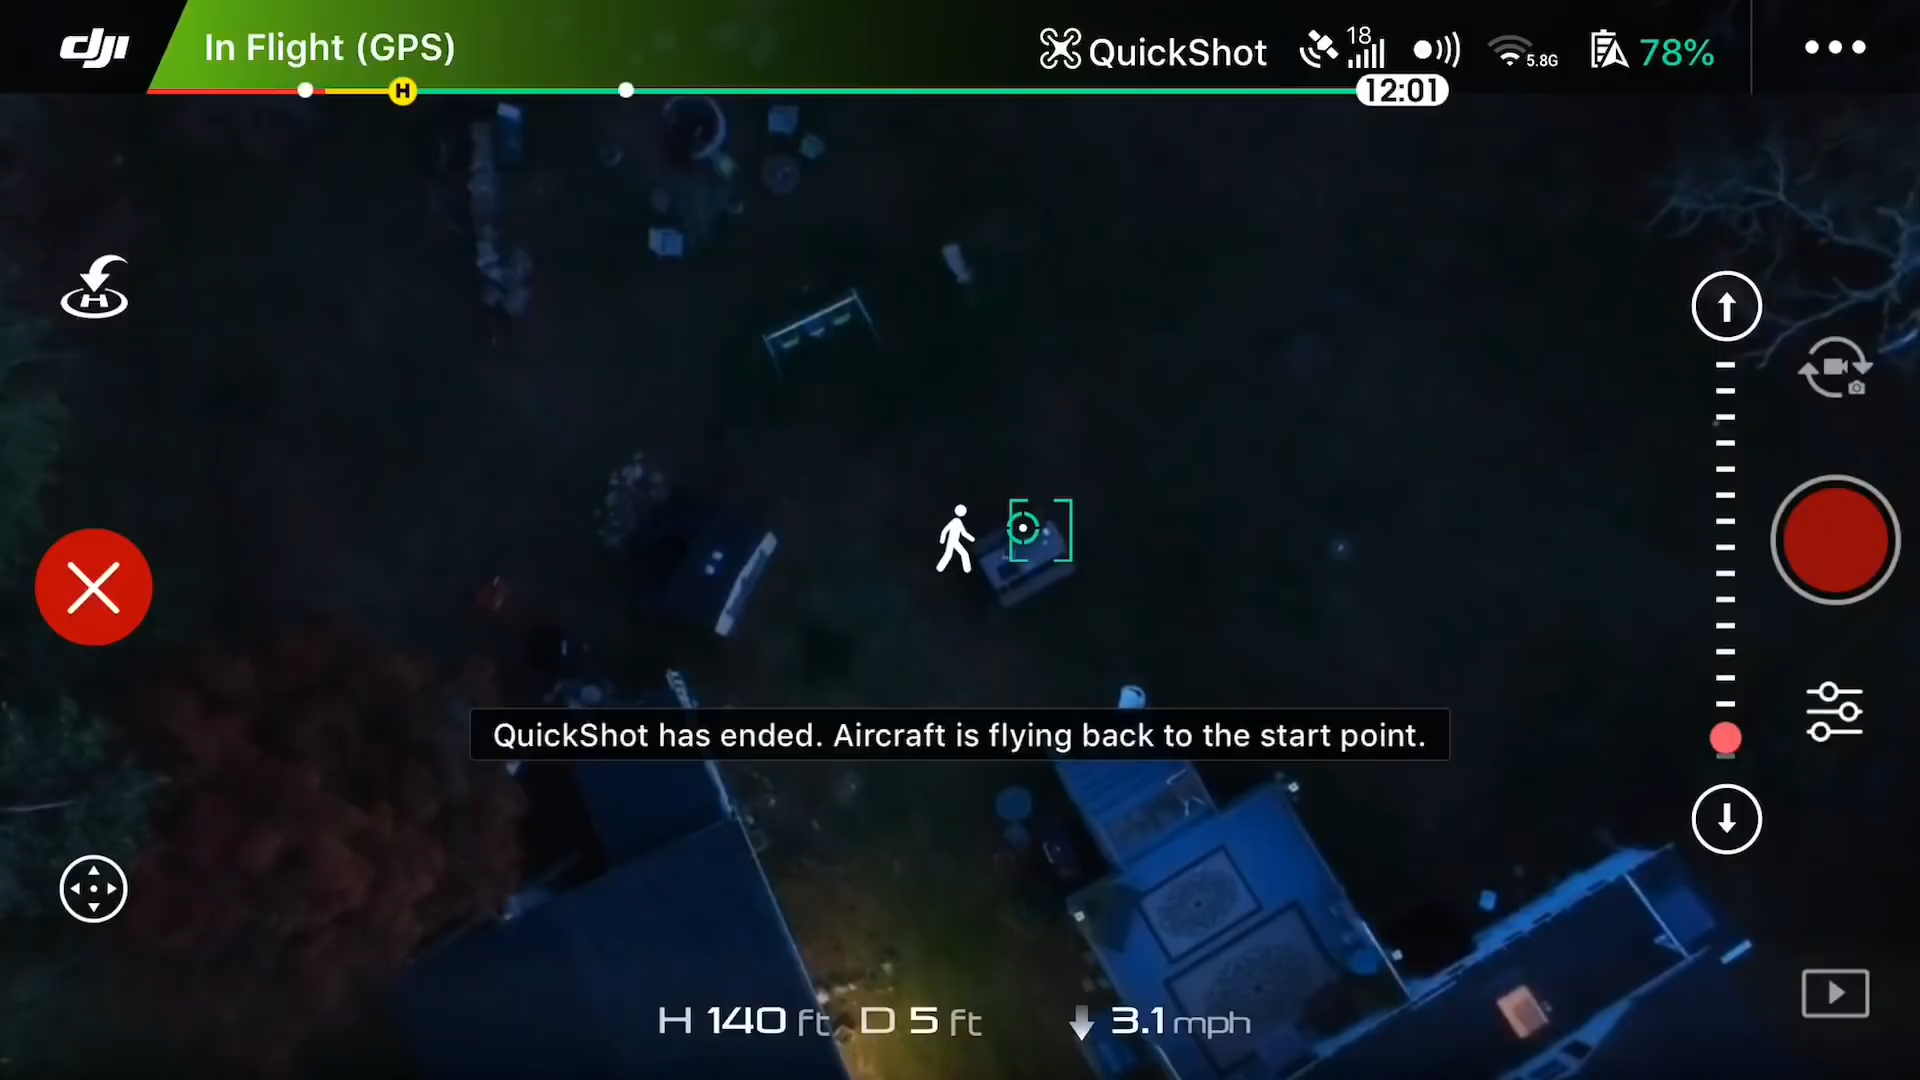 dji In Flight (GPS) QuickShot 18 5.8G 78%
H 12:01
H
QuickShot has ended. Aircraft is flying back to the start point.
H 140 ft D 5 ft 3.1 mph